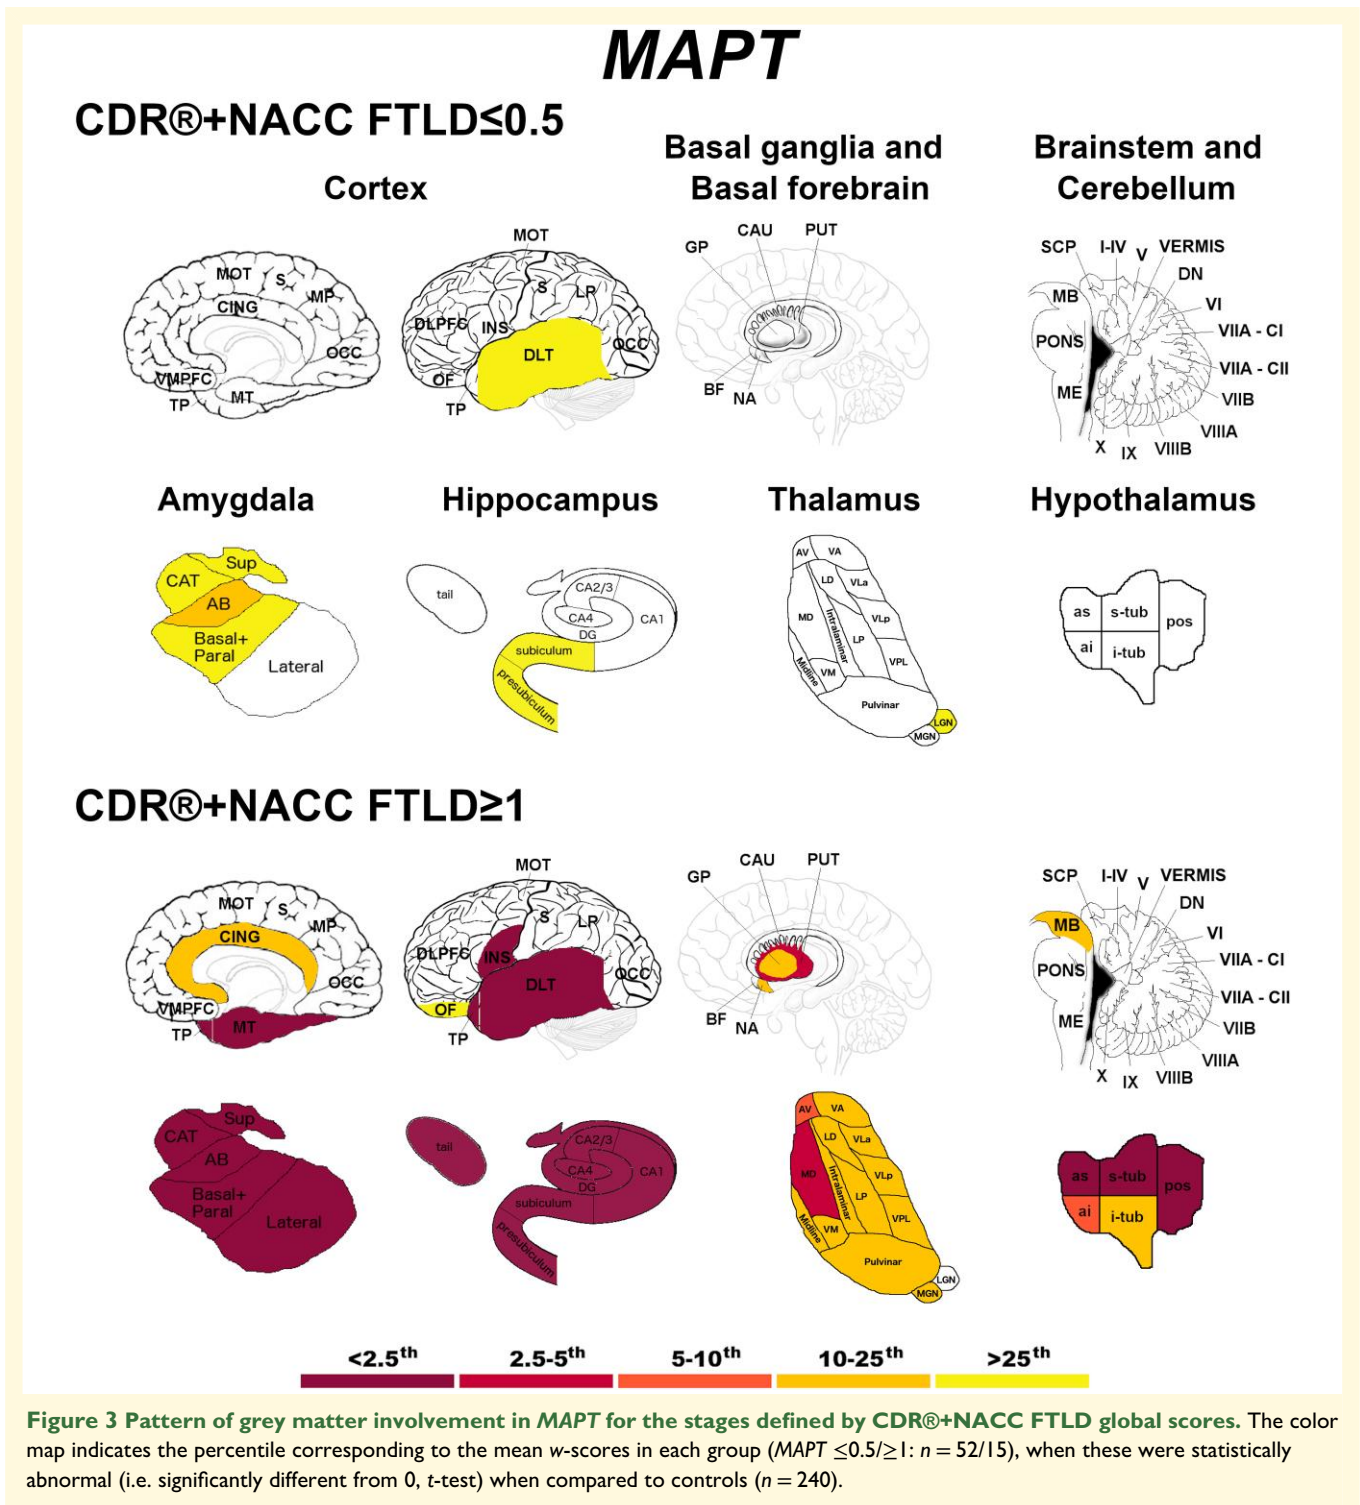 MAPT
CDR®+NACC FTLD≤0.5
Cortex
Basal ganglia and
Basal forebrain
Brainstem and
Cerebellum
MOT
S
MP
CING
OCC
VMPFC
TP
MT
MOT
S
LP
DLPFC
INS
DLT
OCC
OF
TP
GP
CAU
PUT
BF
NA
SCP
I-IV
V
VERMIS
DN
MB
VI
PONS
VIIA - CI
VIIA - CII
ME
VIIB
VIIIA
X
IX
VIIIB
Amygdala
Hippocampus
Thalamus
Hypothalamus
Sup
CAT
AB
Basal+
Paral
Lateral
tail
CA2/3
CA4
CA1
DG
subiculum
presubiculum
AV
VA
LD
VLa
MD
Intralaminar
VLp
LP
VPL
Midline
VM
Pulvinar
LGN
MGN
as
s-tub
pos
ai
i-tub
CDR®+NACC FTLD≥1
MOT
S
MP
CING
OCC
VMPFC
TP
MT
MOT
S
LP
DLPFC
INS
DLT
OCC
OF
TP
GP
CAU
PUT
BF
NA
SCP
I-IV
V
VERMIS
DN
MB
VI
PONS
VIIA - CI
VIIA - CII
ME
VIIB
VIIIA
X
IX
VIIIB
Sup
CAT
AB
Basal+
Paral
Lateral
tail
CA2/3
CA4
CA1
DG
subiculum
presubiculum
AV
VA
LD
VLa
MD
Intralaminar
VLp
LP
VPL
Midline
VM
Pulvinar
LGN
MGN
as
s-tub
pos
ai
i-tub
<2.5th 2.5-5th 5-10th 10-25th >25th
Figure 3 Pattern of grey matter involvement in MAPT for the stages defined by CDR®+NACC FTLD global scores. The color
map indicates the percentile corresponding to the mean w-scores in each group (MAPT ≤0.5/≥1: n = 52/15), when these were statistically
abnormal (i.e. significantly different from 0, t-test) when compared to controls (n = 240).